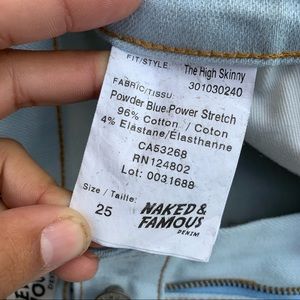 FIT/STYLE: The High Skinny
301030240
FABRIC/TISSU:
Powder Blue Power Stretch
96% Cotton / Coton
4% Elastane/Élasthanne
CA53268
RN124802
Lot: 0031688
Size / Taille:
25
NAKED &
FAMOUS
DENIM